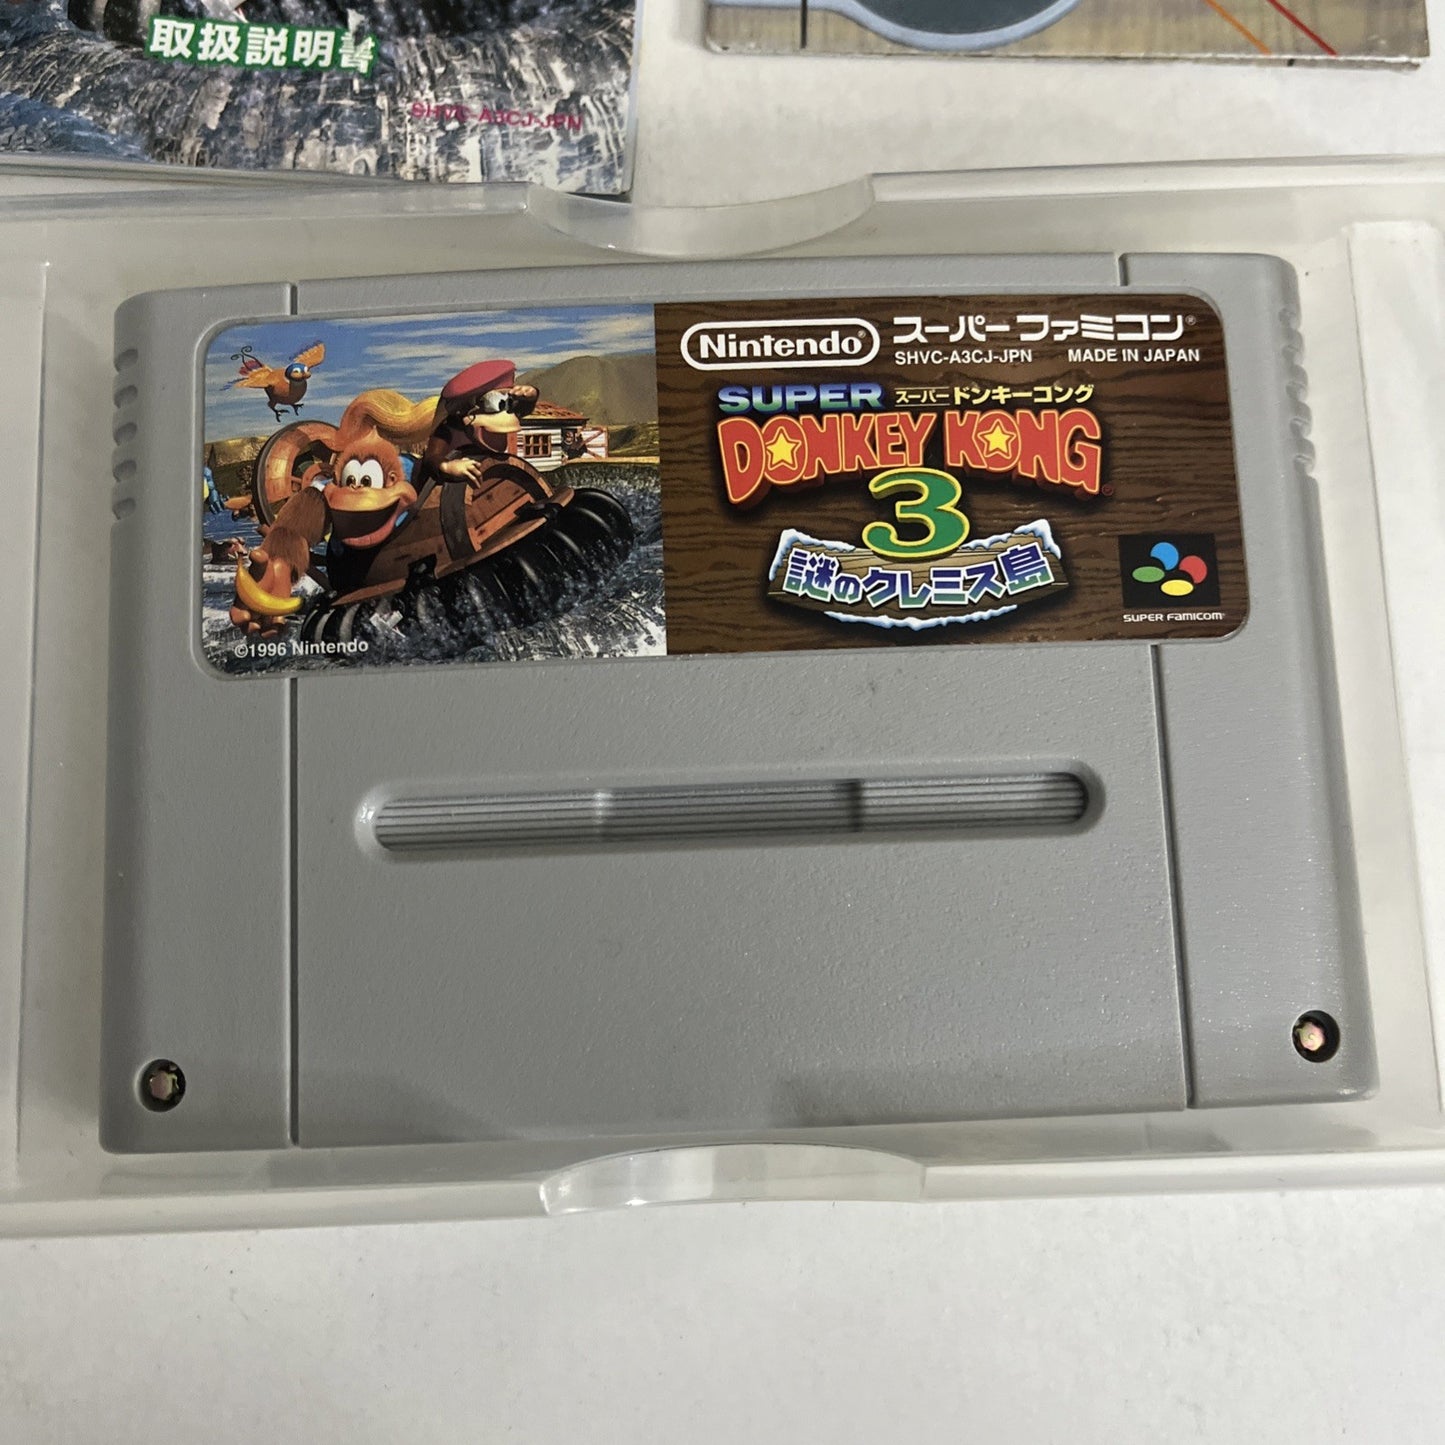 取扱説明書
SHVC-A3CJ-JPN
Nintendo® スーパーファミコン®
SHVC-A3CJ-JPN MADE IN JAPAN
SUPER スーパードンキーコング
DONKEY KONG
3
謎のクレミス島
SUPER FAMICOM
©1996 Nintendo